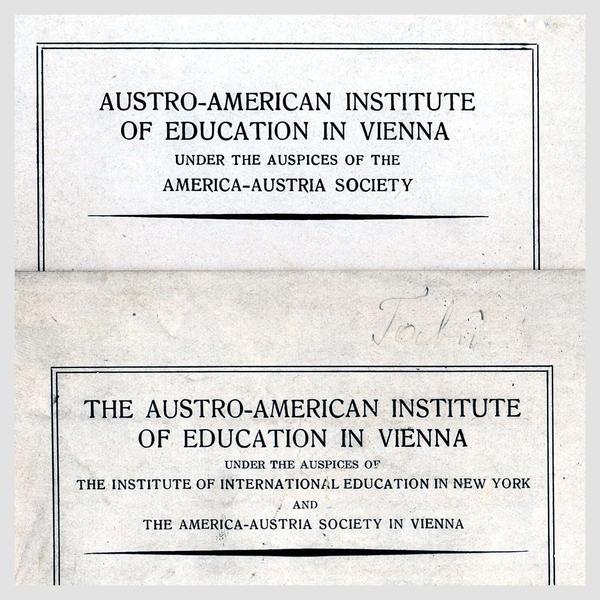 AUSTRO-AMERICAN INSTITUTE
OF EDUCATION IN VIENNA
UNDER THE AUSPICES OF THE
AMERICA-AUSTRIA SOCIETY
THE AUSTRO-AMERICAN INSTITUTE
OF EDUCATION IN VIENNA
UNDER THE AUSPICES OF
THE INSTITUTE OF INTERNATIONAL EDUCATION IN NEW YORK
AND
THE AMERICA-AUSTRIA SOCIETY IN VIENNA